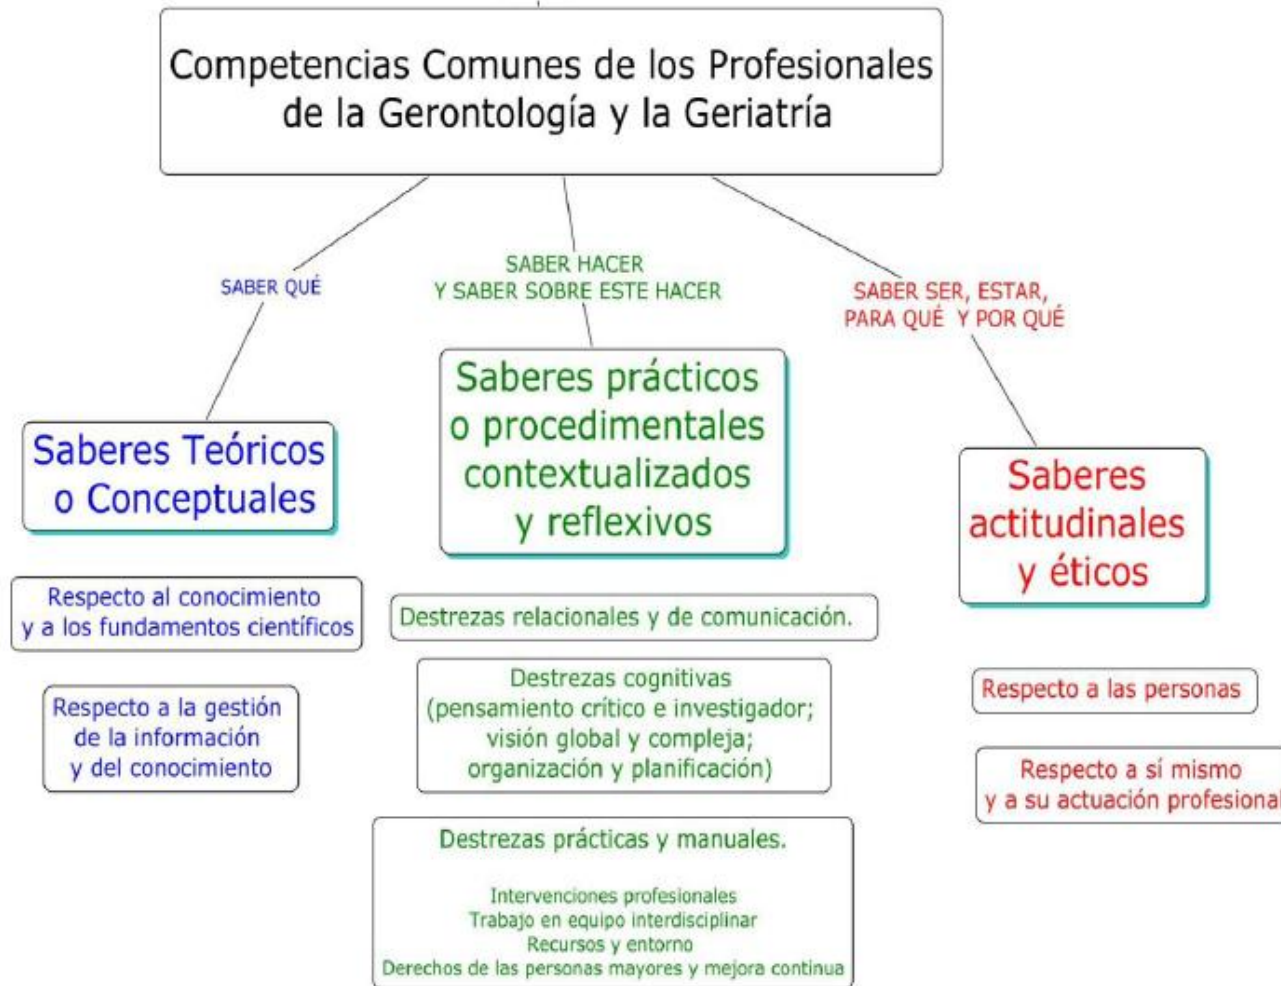 Competencias Comunes de los Profesionales
de la Gerontología y la Geriatría
SABER QUÉ
Saberes Teóricos
o Conceptuales
Respecto al conocimiento
y a los fundamentos científicos
Respecto a la gestión
de la información
y del conocimiento
SABER HACER
Y SABER SOBRE ESTE HACER
Saberes prácticos
o procedimentales
contextualizados
y reflexivos
Destrezas relacionales y de comunicación.
Destrezas cognitivas
(pensamiento crítico e investigador;
visión global y compleja;
organización y planificación)
Destrezas prácticas y manuales.
Intervenciones profesionales
Trabajo en equipo interdisciplinar
Recursos y entorno
Derechos de las personas mayores y mejora continua
SABER SER, ESTAR,
PARA QUÉ Y POR QUÉ
Saberes
actitudinales
y éticos
Respecto a las personas
Respecto a sí mismo
y a su actuación profesional